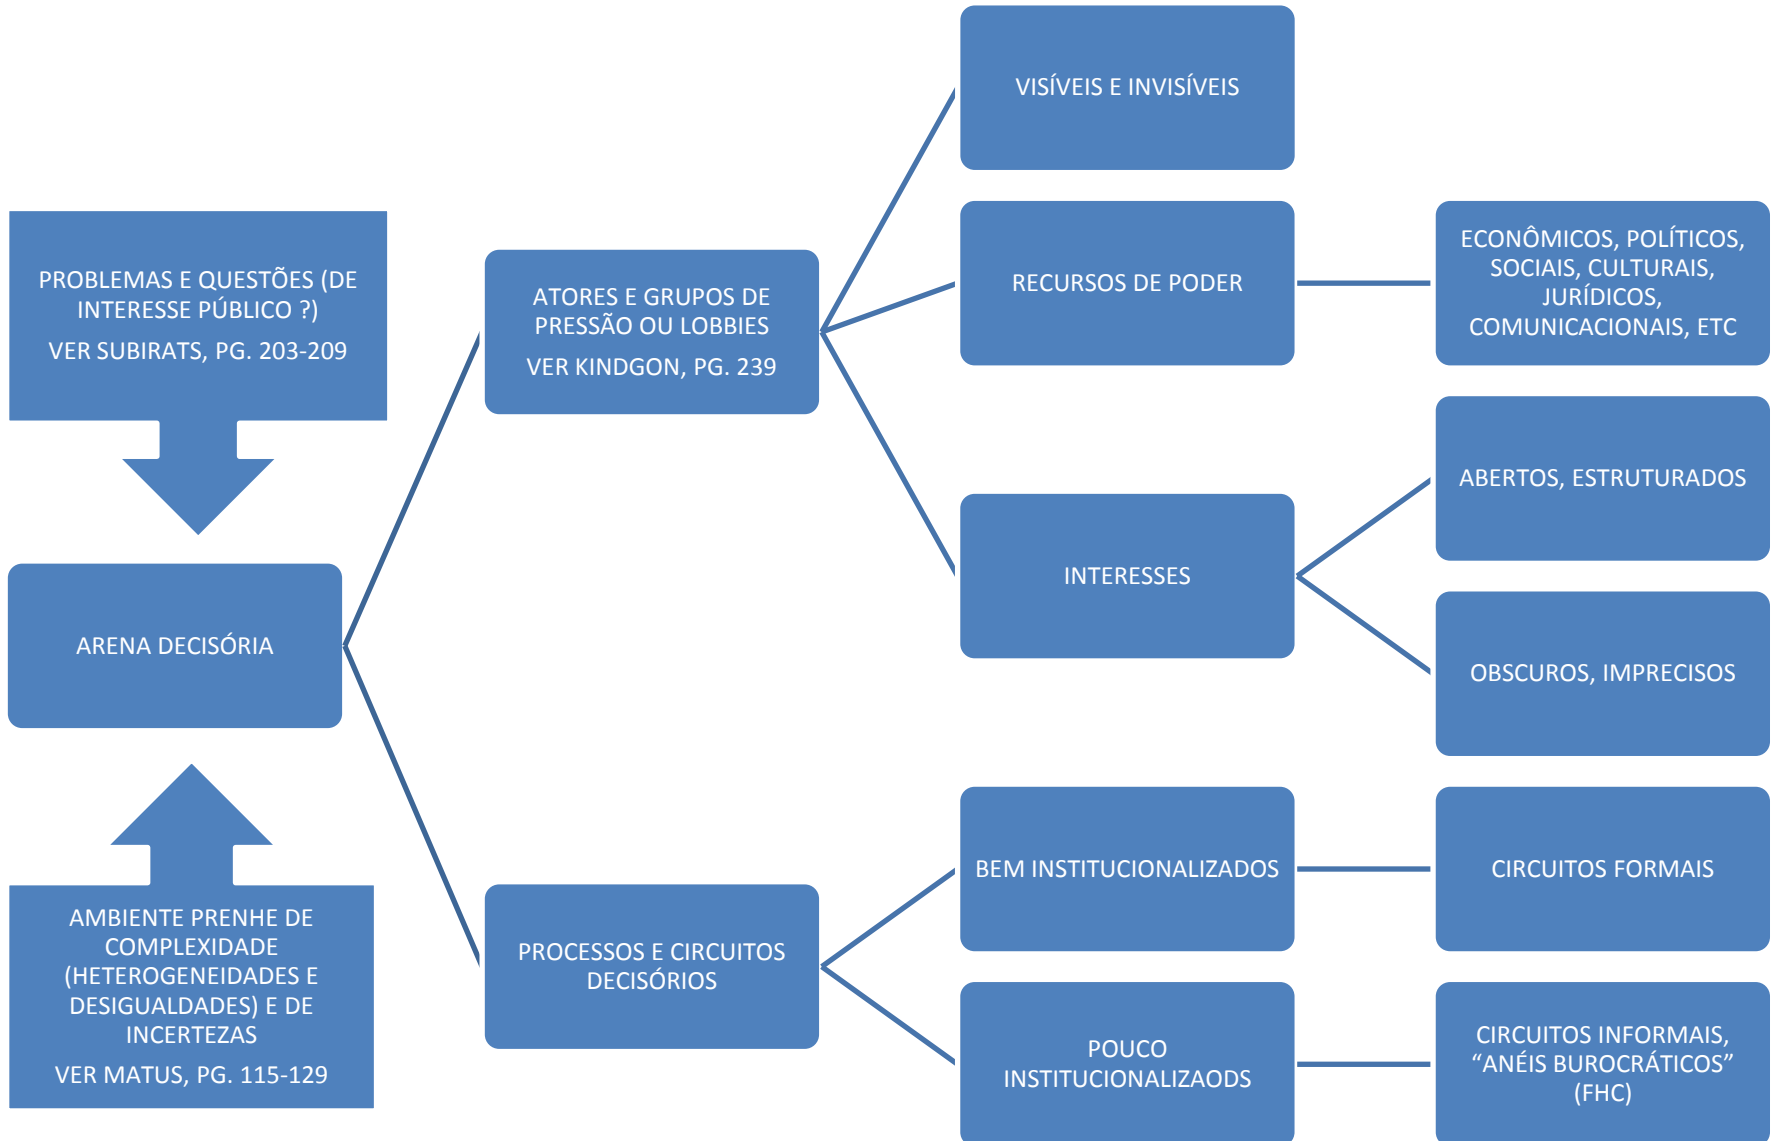 PROBLEMAS E QUESTÕES (DE
INTERESSE PÚBLICO ?)
VER SUBIRATS, PG. 203-209
ARENA DECISÓRIA
AMBIENTE PRENHE DE
COMPLEXIDADE
(HETEROGENEIDADES E
DESIGUALDADES) E DE
INCERTEZAS
VER MATUS, PG. 115-129
ATORES E GRUPOS DE
PRESSÃO OU LOBBIES
VER KINDGON, PG. 239
VISÍVEIS E INVISÍVEIS
RECURSOS DE PODER
ECONÔMICOS, POLÍTICOS,
SOCIAIS, CULTURAIS,
JURÍDICOS,
COMUNICACIONAIS, ETC
INTERESSES
ABERTOS, ESTRUTURADOS
OBSCUROS, IMPRECISOS
PROCESSOS E CIRCUITOS
DECISÓRIOS
BEM INSTITUCIONALIZADOS
CIRCUITOS FORMAIS
POUCO
INSTITUCIONALIZAODS
CIRCUITOS INFORMAIS,
“ANÉIS BUROCRÁTICOS”
(FHC)